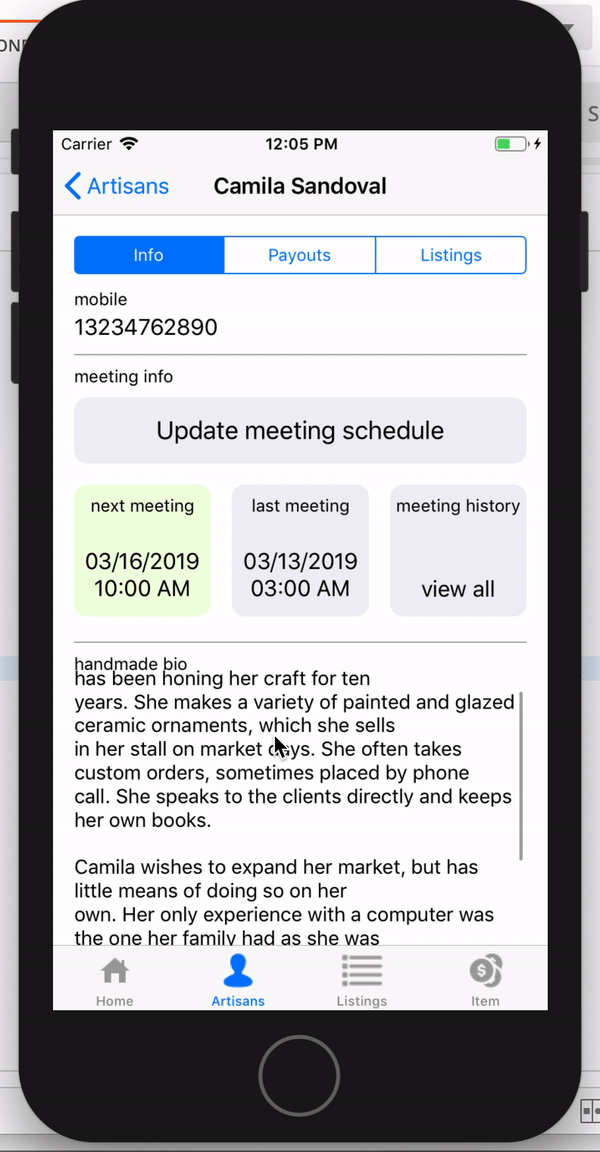 ONE
S
Carrier 12:05 PM
Artisans Camila Sandoval
Info Payouts Listings
mobile
13234762890
meeting info
Update meeting schedule
next meeting last meeting meeting history
03/16/2019 03/13/2019
10:00 AM 03:00 AM view all
handmade bio
has been honing her craft for ten
years. She makes a variety of painted and glazed
ceramic ornaments, which she sells
in her stall on market days. She often takes
custom orders, sometimes placed by phone
call. She speaks to the clients directly and keeps
her own books.
Camila wishes to expand her market, but has
little means of doing so on her
own. Her only experience with a computer was
the one her family had as she was
Home Artisans Listings Item